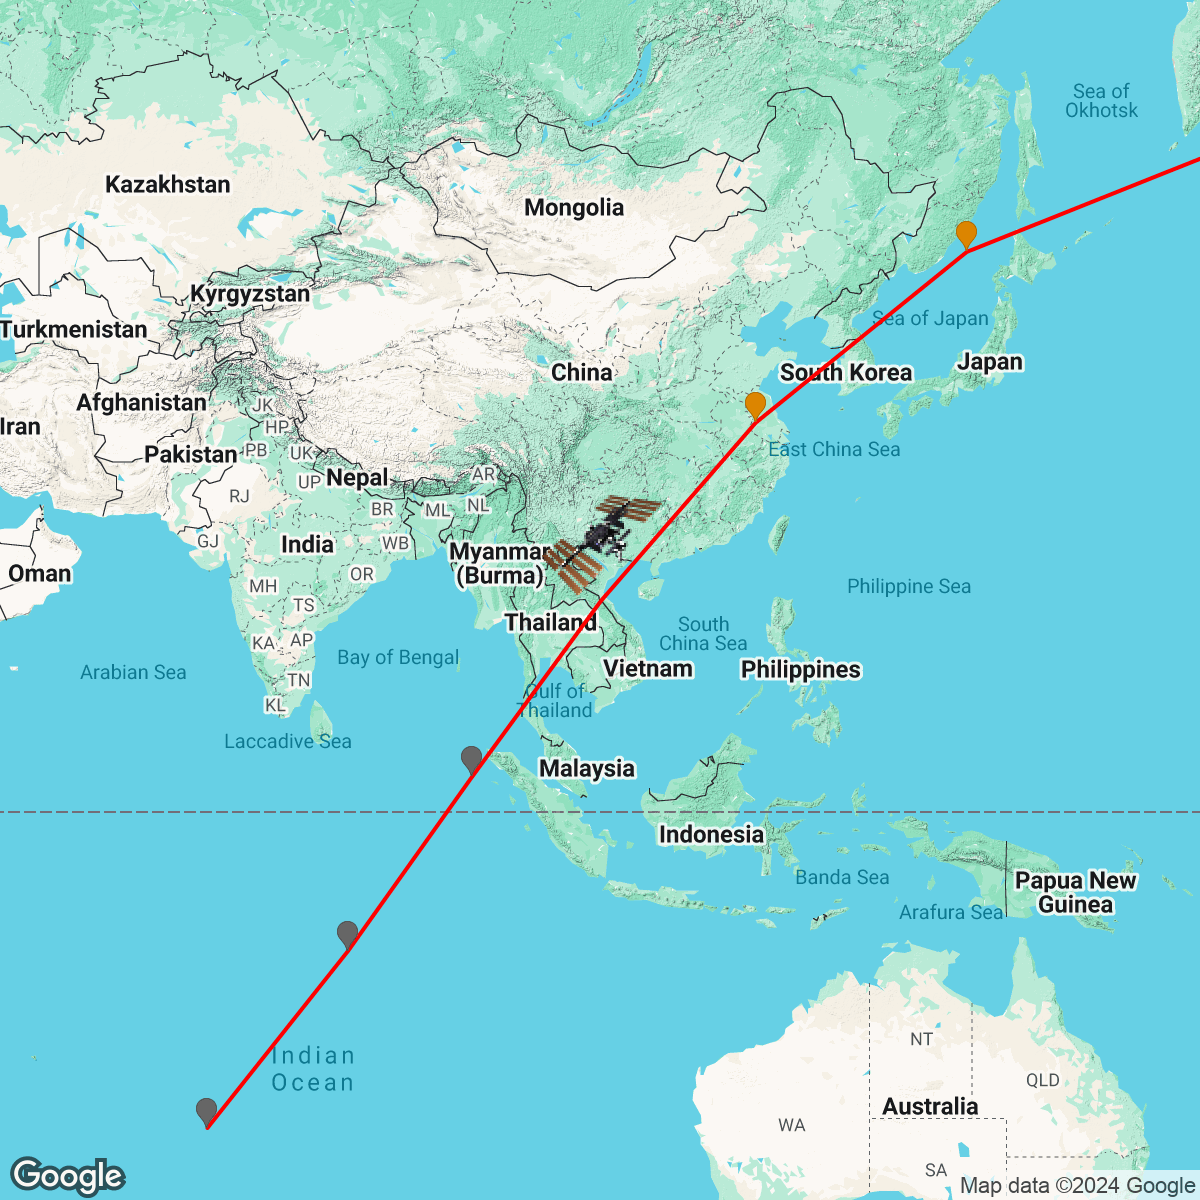 Sea of
Okhotsk
Kazakhstan
Mongolia
Kyrgyzstan
Turkmenistan
Sea of Japan
Japan
China
South Korea
Afghanistan
JK
HP
Iran
Pakistan
PB
UK
East China Sea
UP
Nepal
AR
RJ
BR
ML
NL
GJ
India
WB
Myanmar
(Burma)
Oman
OR
MH
Philippine Sea
TS
Thailand
South
China Sea
KA
AP
Bay of Bengal
Arabian Sea
Vietnam
Philippines
TN
KL
Gulf of
Thailand
Laccadive Sea
Malaysia
Indonesia
Banda Sea
Papua New
Guinea
Arafura Sea
Indian
Ocean
NT
QLD
Australia
WA
SA
Google
Map data ©2024 Google